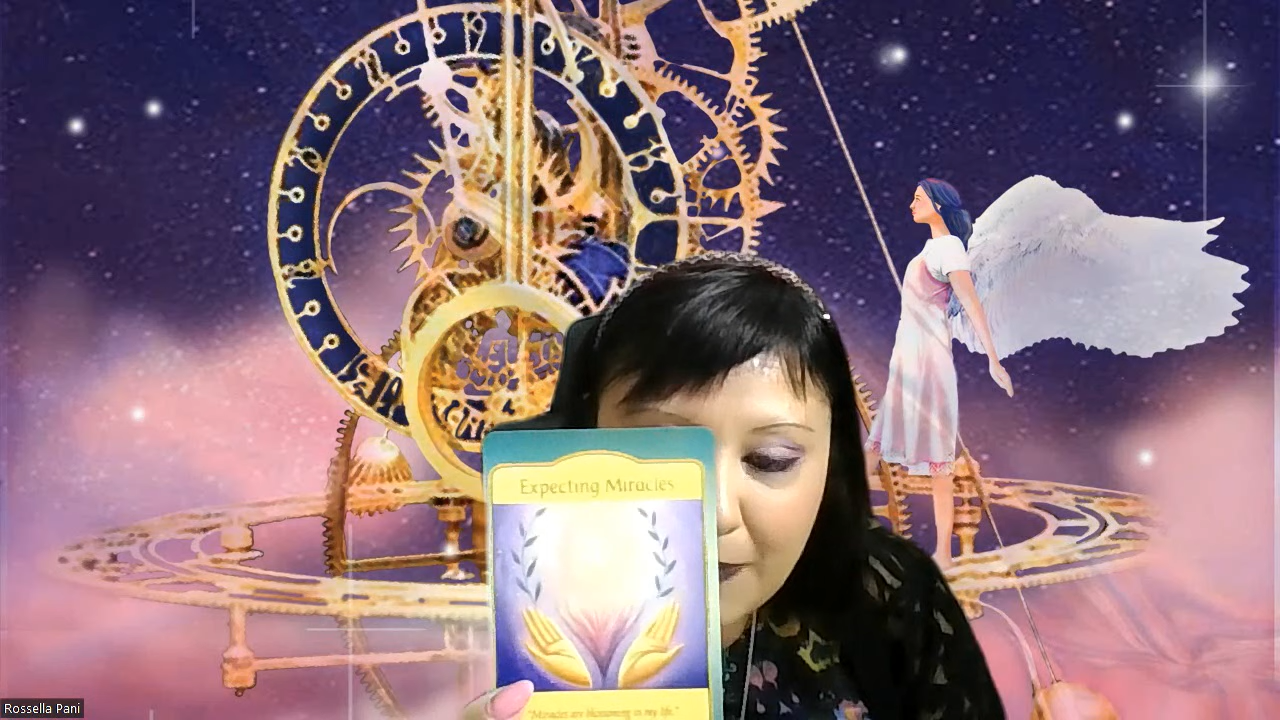 Expecting Miracles
"Miracles are blossoming in my life."
Rossella Pani